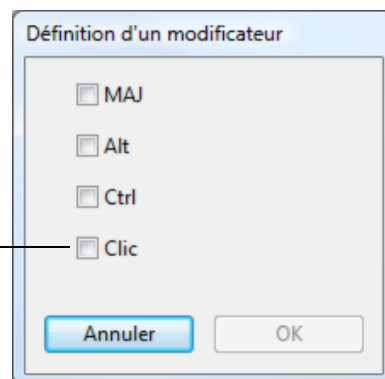 Définition d'un modificateur
MAJ
Alt
Ctrl
Clic
Annuler OK